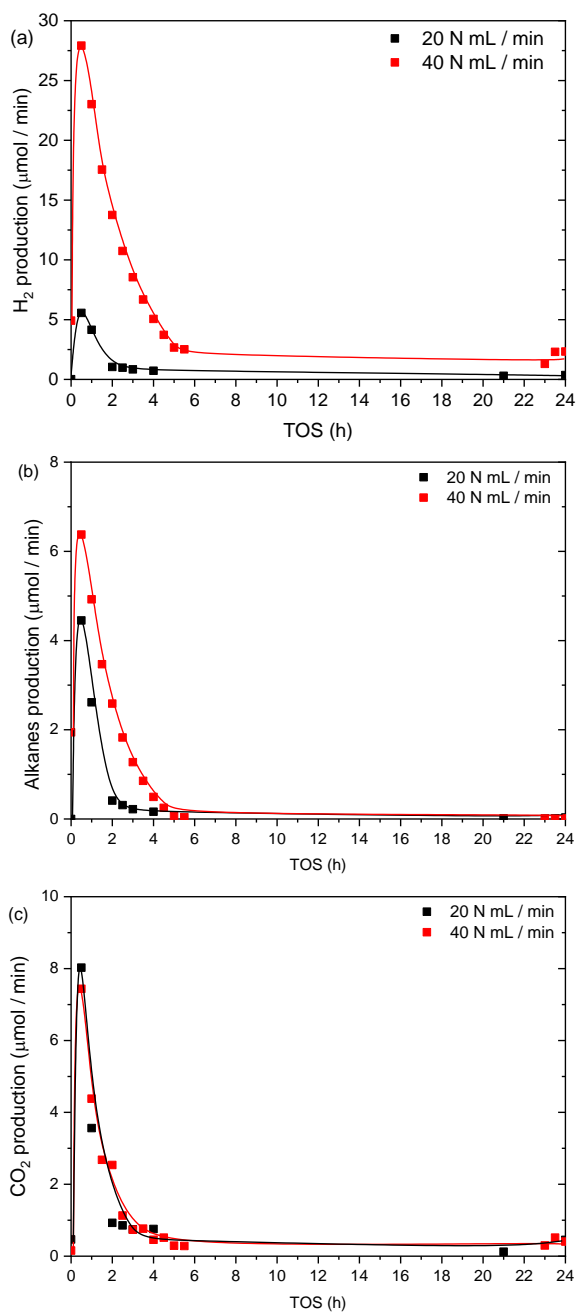 (a)
30
25
20
15
10
5
0
H₂ production (μmol / min)
20 N mL / min
40 N mL / min
0 2 4 6 8 10 12 14 16 18 20 22 24
TOS (h)
(b)
8
6
4
2
0
Alkanes production (μmol / min)
20 N mL / min
40 N mL / min
0 2 4 6 8 10 12 14 16 18 20 22 24
TOS (h)
(c)
10
8
6
4
2
0
CO₂ production (μmol / min)
20 N mL / min
40 N mL / min
0 2 4 6 8 10 12 14 16 18 20 22 24
TOS (h)